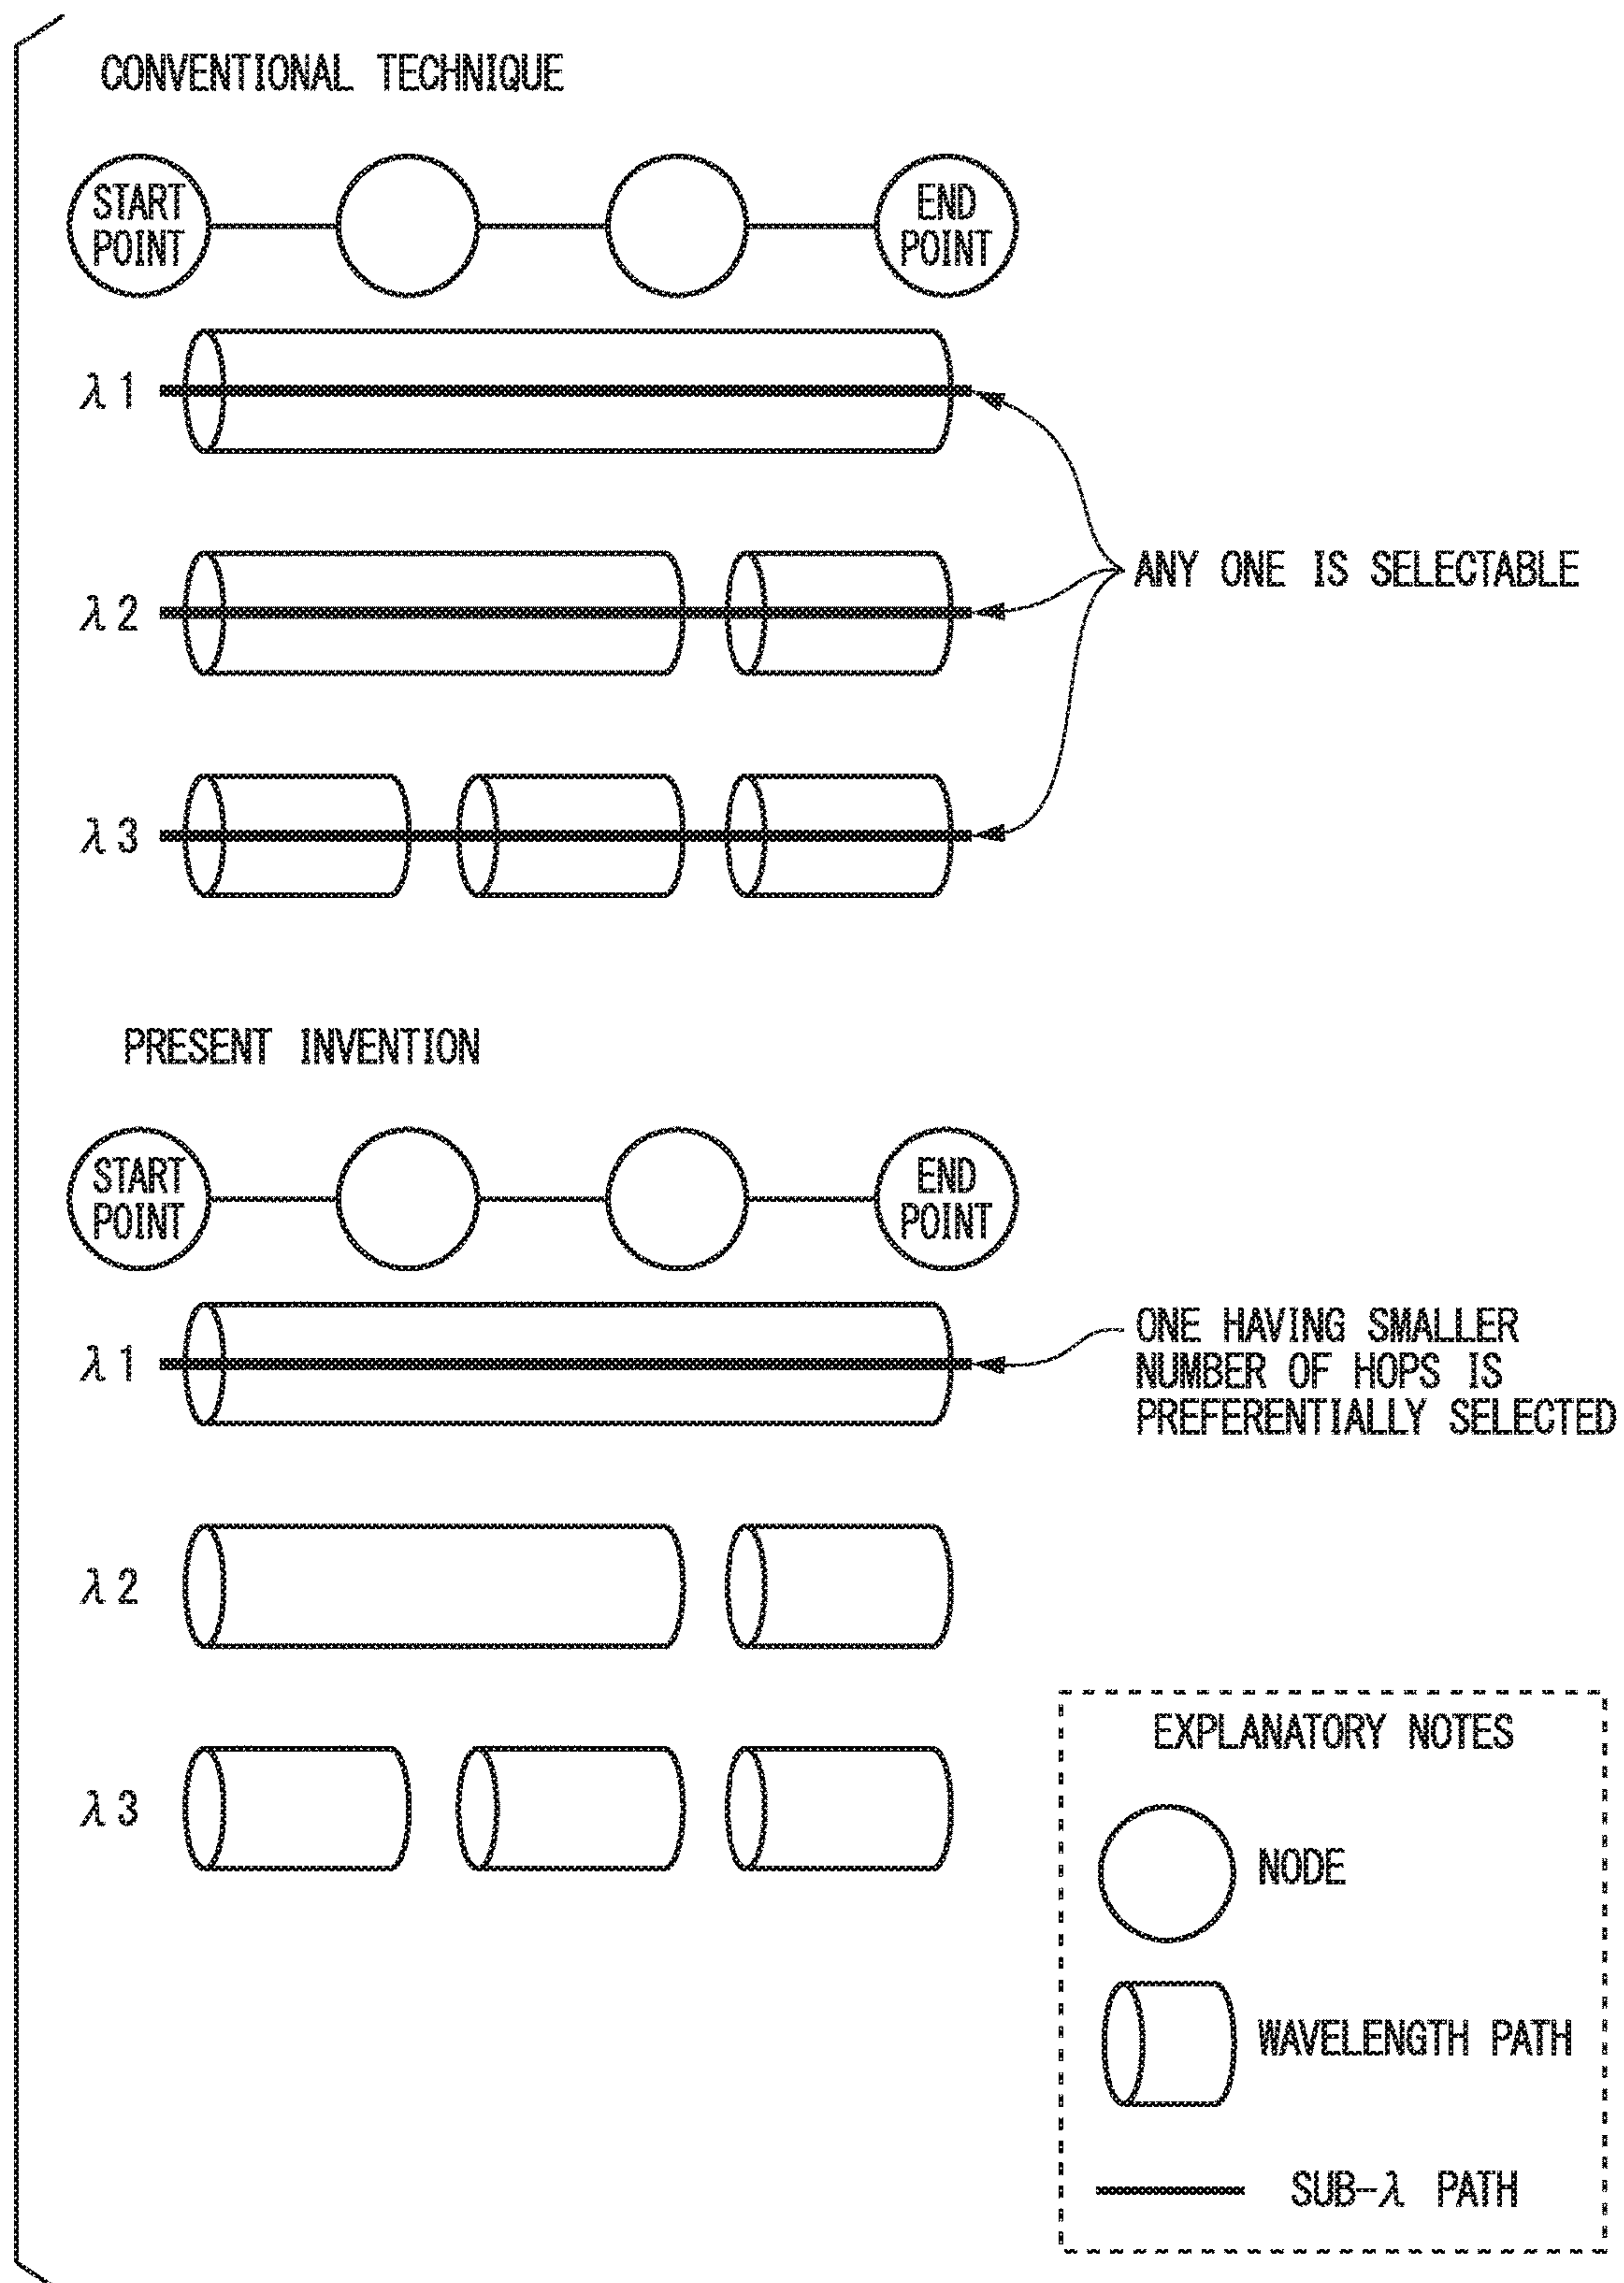 CONVENTIONAL TECHNIQUE
START
POINT
END
POINT
λ1
λ2
ANY ONE IS SELECTABLE
λ3
PRESENT INVENTION
START
POINT
END
POINT
λ1
ONE HAVING SMALLER
NUMBER OF HOPS IS
PREFERENTIALLY SELECTED
λ2
λ3
EXPLANATORY NOTES
NODE
WAVELENGTH PATH
SUB-λ PATH